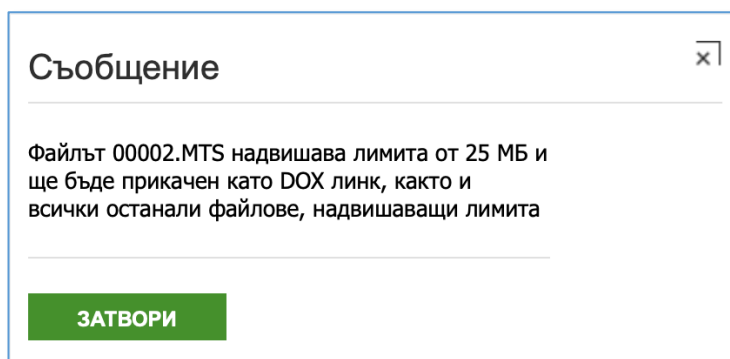 Съобщение
Файлът 00002.MTS надвишава лимита от 25 МБ и
ще бъде прикачен като DOX линк, както и
всички останали файлове, надвишаващи лимита
ЗАТВОРИ